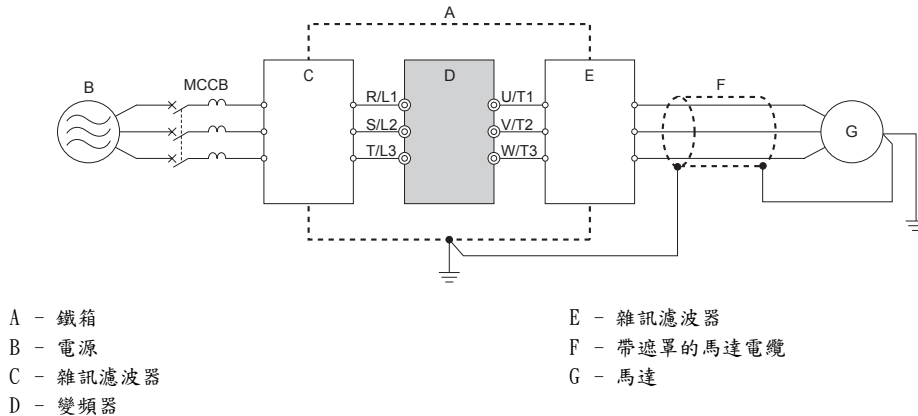 A
B
MCCB
C
R/L1
S/L2
T/L3
D
U/T1
V/T2
W/T3
E
F
G
A － 鐵箱
B － 電源
C － 雜訊濾波器
D － 變頻器
E － 雜訊濾波器
F － 帶遮罩的馬達電纜
G － 馬達